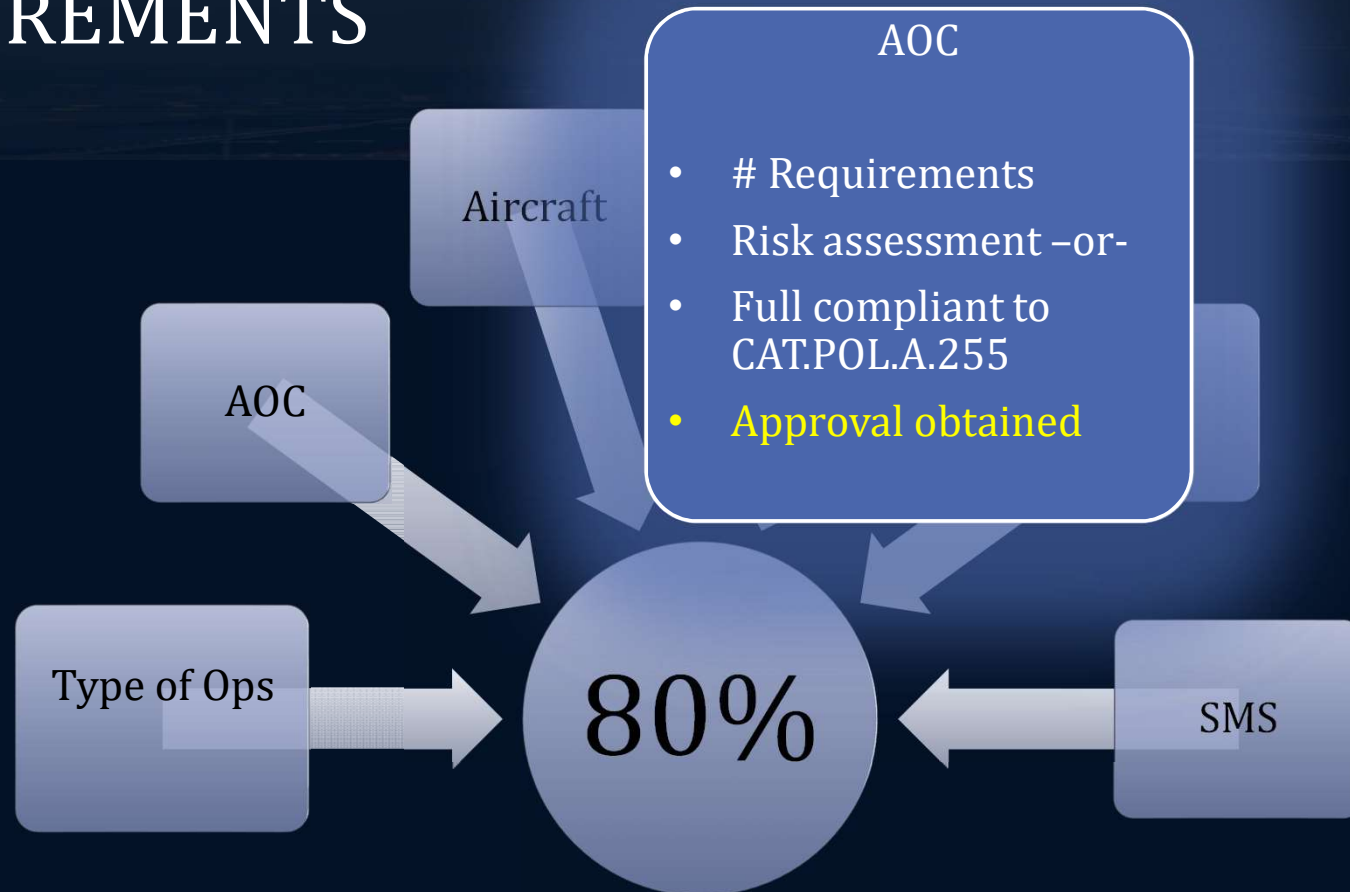 REMENTS
AOC
• # Requirements
• Risk assessment –or-
• Full compliant to
CAT.POL.A.255
• Approval obtained
Aircraft
AOC
Type of Ops
80%
SMS